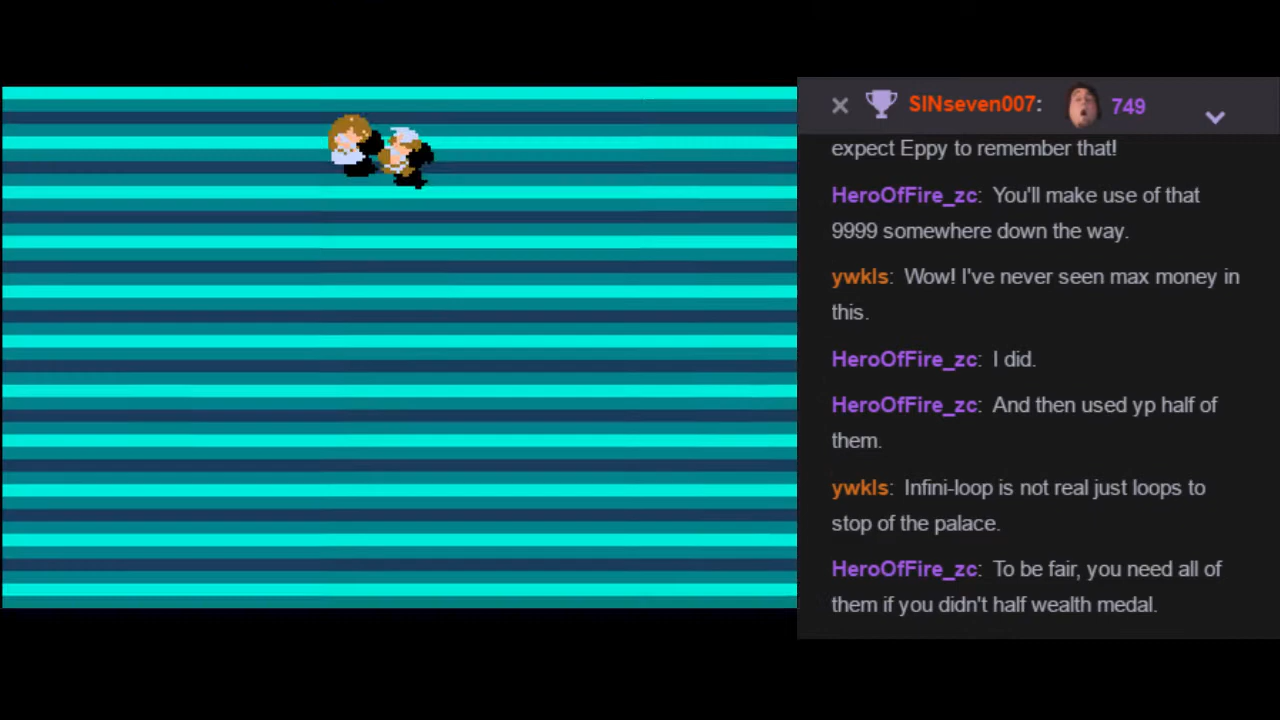 SINseven007: 749
expect Eppy to remember that!
HeroOfFire_zc: You'll make use of that
9999 somewhere down the way.
ywkls: Wow! I've never seen max money in
this.
HeroOfFire_zc: I did.
HeroOfFire_zc: And then used yp half of
them.
ywkls: Infini-loop is not real just loops to
stop of the palace.
HeroOfFire_zc: To be fair, you need all of
them if you didn't half wealth medal.